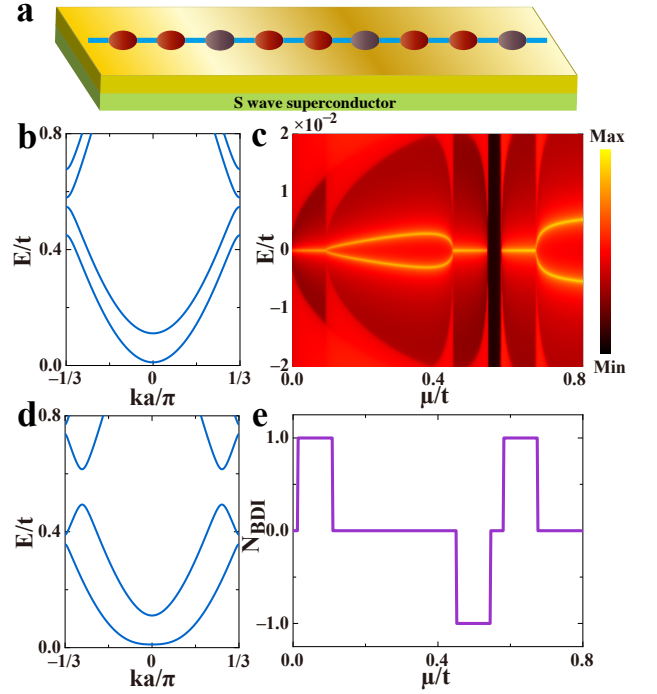 a
S wave superconductor
b
0.8
0.4
0.0
E/t
−1/3
0
1/3
ka/π
c
×10⁻²
2
1
0
−1
−2
E/t
0.0
0.4
0.8
μ/t
Max
Min
d
0.8
0.4
0.0
E/t
−1/3
0
1/3
ka/π
e
1.0
0.0
−1.0
N_BDI
0.0
0.4
0.8
μ/t